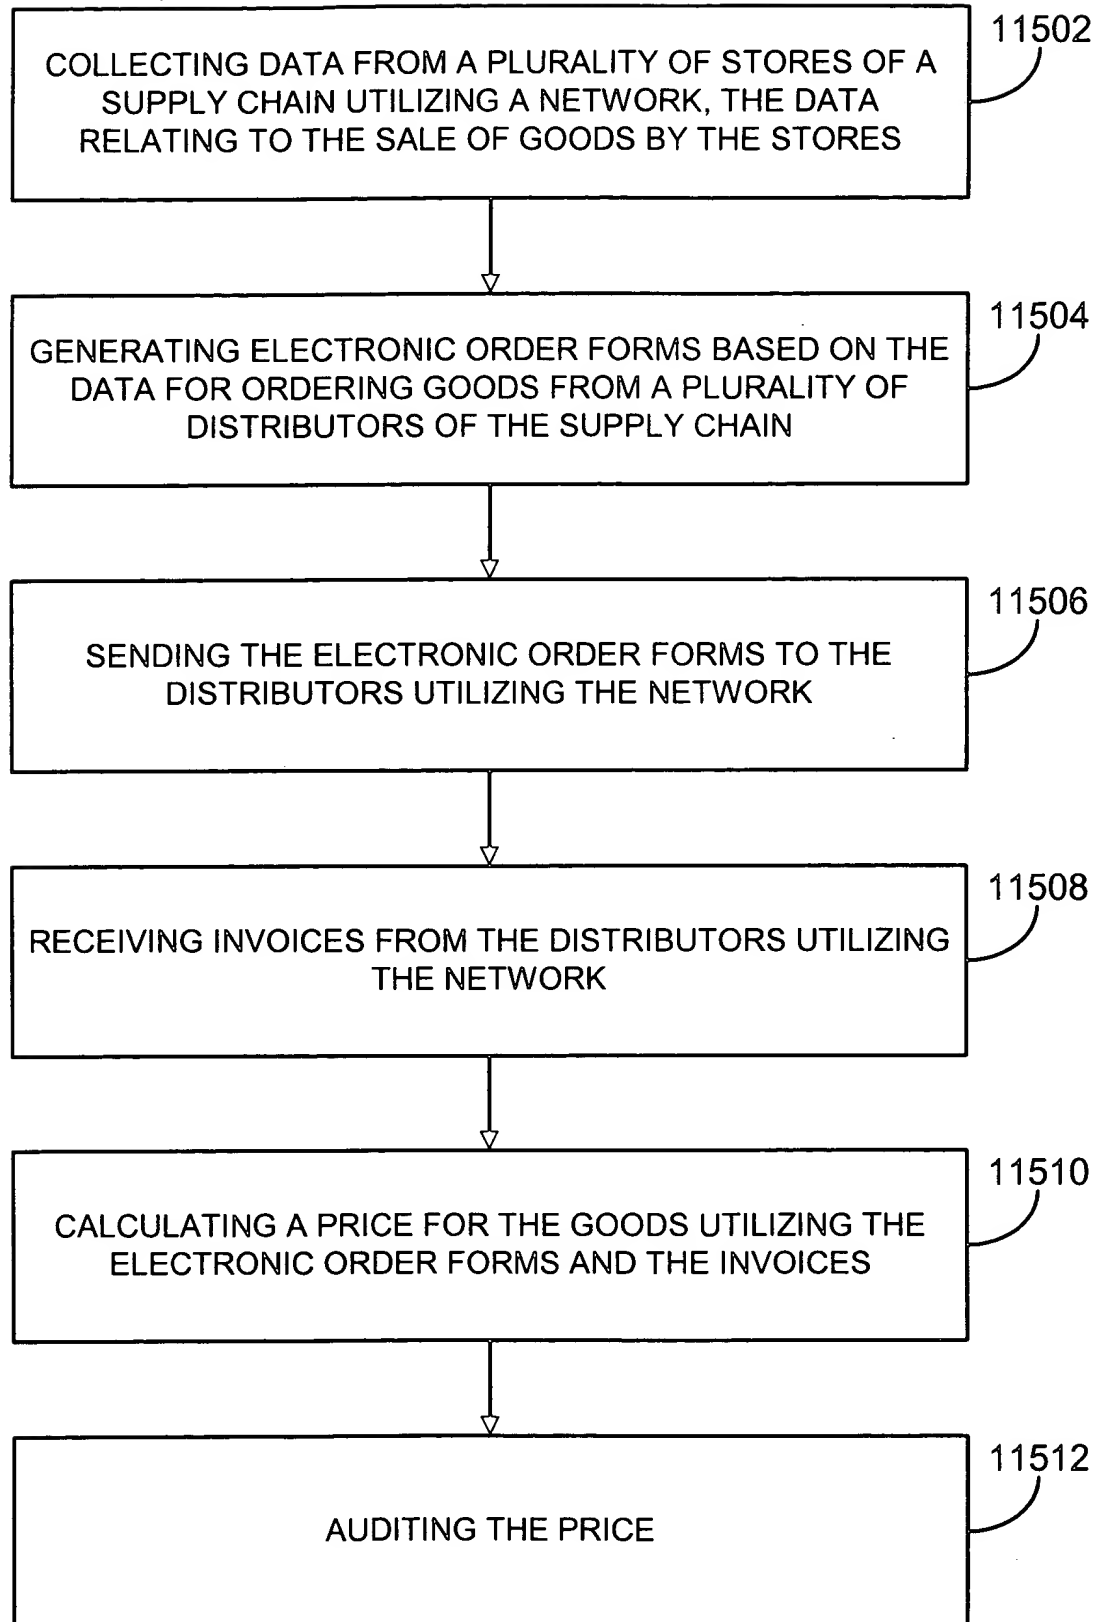 11502
COLLECTING DATA FROM A PLURALITY OF STORES OF A
SUPPLY CHAIN UTILIZING A NETWORK, THE DATA
RELATING TO THE SALE OF GOODS BY THE STORES
11504
GENERATING ELECTRONIC ORDER FORMS BASED ON THE
DATA FOR ORDERING GOODS FROM A PLURALITY OF
DISTRIBUTORS OF THE SUPPLY CHAIN
11506
SENDING THE ELECTRONIC ORDER FORMS TO THE
DISTRIBUTORS UTILIZING THE NETWORK
11508
RECEIVING INVOICES FROM THE DISTRIBUTORS UTILIZING
THE NETWORK
11510
CALCULATING A PRICE FOR THE GOODS UTILIZING THE
ELECTRONIC ORDER FORMS AND THE INVOICES
11512
AUDITING THE PRICE